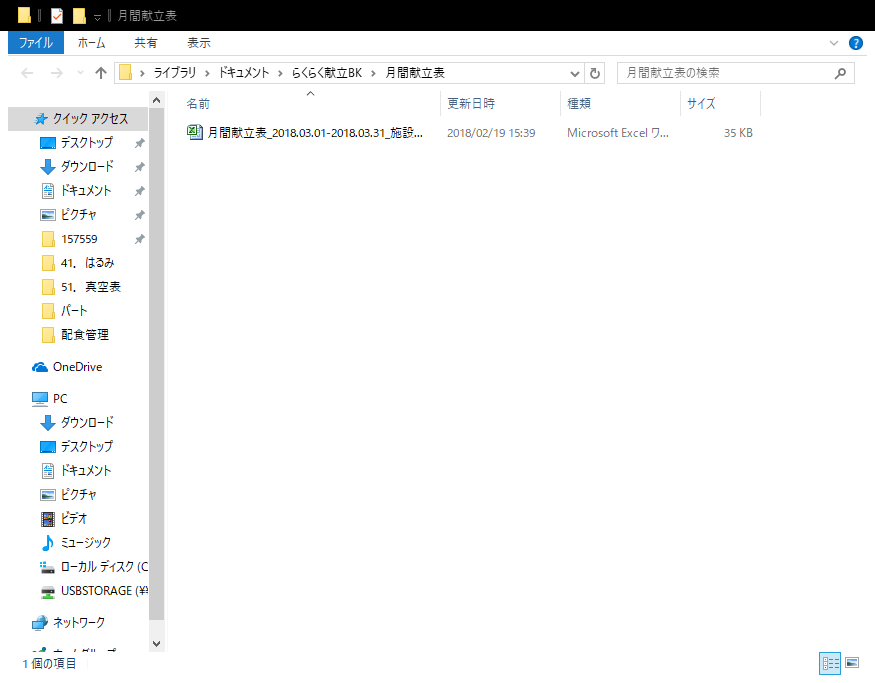 月間献立表
ファイル ホーム 共有 表示
ライブラリ ドキュメント らくらく献立BK 月間献立表 月間献立表の検索
名前 更新日時 種類 サイズ
月間献立表_2018.03.01-2018.03.31_施設... 2018/02/19 15:39 Microsoft Excel ワ... 35 KB
クイック アクセス
デスクトップ
ダウンロード
ドキュメント
ピクチャ
157559
41．はるみ
51．真空表
パート
配食管理
OneDrive
PC
ダウンロード
デスクトップ
ドキュメント
ピクチャ
ビデオ
ミュージック
ローカル ディスク (C
USBSTORAGE (¥
ネットワーク
1 個の項目